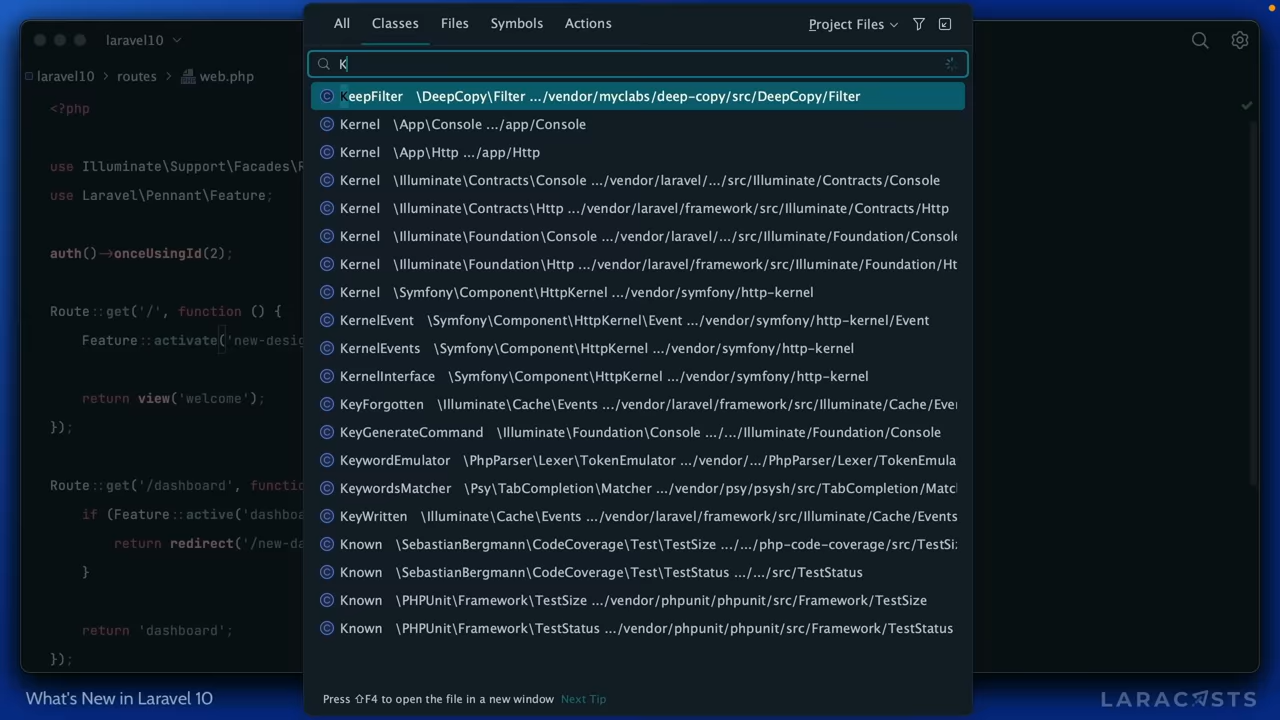 All Classes Files Symbols Actions Project Files
laravel10
K
laravel10 routes web.php
<?php
use Illuminate\Support\Facades\R
use Laravel\Pennant\Feature;
auth()→onceUsingId(2);
Route::get('/', function () {
Feature::activate('new-desig
return view('welcome');
});
Route::get('/dashboard', functio
if (Feature::active('dashbo
return redirect('/new-da
}
return 'dashboard';
});
KeepFilter \DeepCopy\Filter .../vendor/myclabs/deep-copy/src/DeepCopy/Filter
Kernel \App\Console .../app/Console
Kernel \App\Http .../app/Http
Kernel \Illuminate\Contracts\Console .../vendor/laravel/.../src/Illuminate/Contracts/Console
Kernel \Illuminate\Contracts\Http .../vendor/laravel/framework/src/Illuminate/Contracts/Http
Kernel \Illuminate\Foundation\Console .../vendor/laravel/.../src/Illuminate/Foundation/Console
Kernel \Illuminate\Foundation\Http .../vendor/laravel/framework/src/Illuminate/Foundation/Ht
Kernel \Symfony\Component\HttpKernel .../vendor/symfony/http-kernel
KernelEvent \Symfony\Component\HttpKernel\Event .../vendor/symfony/http-kernel/Event
KernelEvents \Symfony\Component\HttpKernel .../vendor/symfony/http-kernel
KernelInterface \Symfony\Component\HttpKernel .../vendor/symfony/http-kernel
KeyForgotten \Illuminate\Cache\Events .../vendor/laravel/framework/src/Illuminate/Cache/Ever
KeyGenerateCommand \Illuminate\Foundation\Console .../.../Illuminate/Foundation/Console
KeywordEmulator \PhpParser\Lexer\TokenEmulator .../vendor/.../PhpParser/Lexer/TokenEmula
KeywordsMatcher \Psy\TabCompletion\Matcher .../vendor/psy/psysh/src/TabCompletion/Matc
KeyWritten \Illuminate\Cache\Events .../vendor/laravel/framework/src/Illuminate/Cache/Events
Known \SebastianBergmann\CodeCoverage\Test\TestSize .../.../php-code-coverage/src/TestSi
Known \SebastianBergmann\CodeCoverage\Test\TestStatus .../.../src/TestStatus
Known \PHPUnit\Framework\TestSize .../vendor/phpunit/phpunit/src/Framework/TestSize
Known \PHPUnit\Framework\TestStatus .../vendor/phpunit/phpunit/src/Framework/TestStatus
Press ⇧F4 to open the file in a new window Next Tip
What's New in Laravel 10
LARACASTS